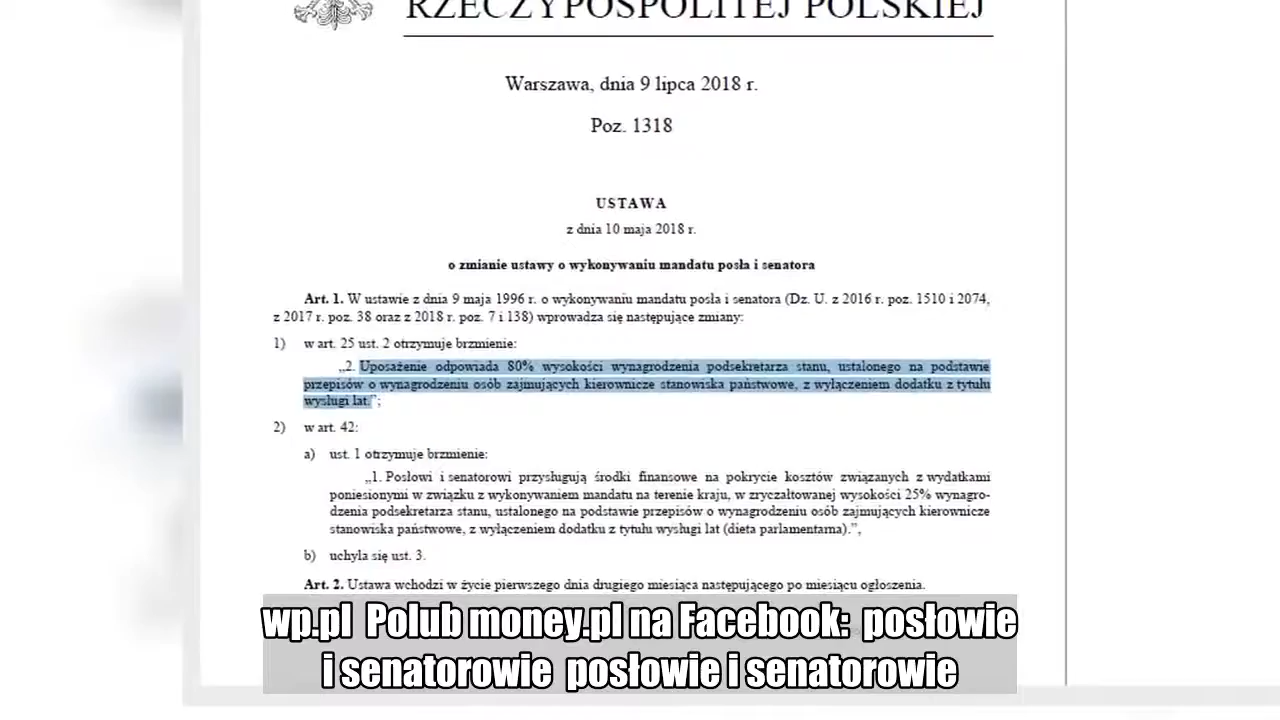 RZECZYPOSPOLITEJ POLSKIEJ
Warszawa, dnia 9 lipca 2018 r.
Poz. 1318
USTAWA
z dnia 10 maja 2018 r.
o zmianie ustawy o wykonywaniu mandatu posła i senatora
Art. 1. W ustawie z dnia 9 maja 1996 r. o wykonywaniu mandatu posła i senatora (Dz. U. z 2016 r. poz. 1510 i 2074,
z 2017 r. poz. 38 oraz z 2018 r. poz. 7 i 138) wprowadza się następujące zmiany:
1) w art. 25 ust. 2 otrzymuje brzmienie:
„2. Uposażenie odpowiada 80% wysokości wynagrodzenia podsekretarza stanu, ustalonego na podstawie
przepisów o wynagrodzeniu osób zajmujących kierownicze stanowiska państwowe, z wyłączeniem dodatku z tytułu
wysługi lat.”;
2) w art. 42:
a) ust. 1 otrzymuje brzmienie:
„1. Posłowi i senatorowi przysługują środki finansowe na pokrycie kosztów związanych z wydatkami
poniesionymi w związku z wykonywaniem mandatu na terenie kraju, w zryczałtowanej wysokości 25% wynagro-
dzenia podsekretarza stanu, ustalonego na podstawie przepisów o wynagrodzeniu osób zajmujących kierownicze
stanowiska państwowe, z wyłączeniem dodatku z tytułu wysługi lat (dieta parlamentarna).”,
b) uchyla się ust. 3.
Art. 2. Ustawa wchodzi w życie pierwszego dnia drugiego miesiąca następującego po miesiącu ogłoszenia.
wp.pl Polub money.pl na Facebook: posłowie
i senatorowie posłowie i senatorowie